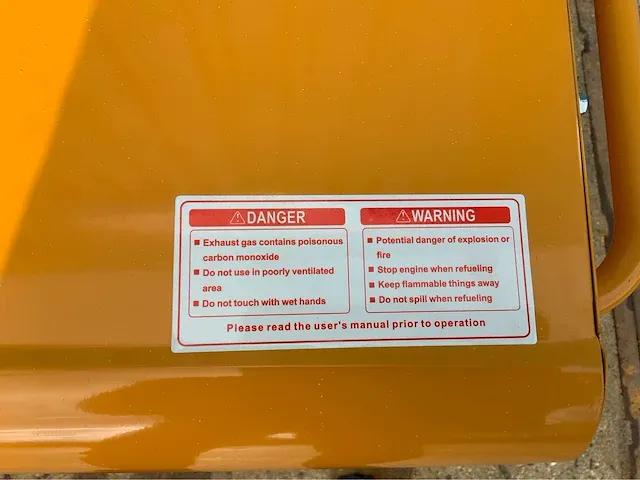 ⚠DANGER
■ Exhaust gas contains poisonous
carbon monoxide
■ Do not use in poorly ventilated
area
■ Do not touch with wet hands
⚠WARNING
■ Potential danger of explosion or
fire
■ Stop engine when refueling
■ Keep flammable things away
■ Do not spill when refueling
Please read the user's manual prior to operation